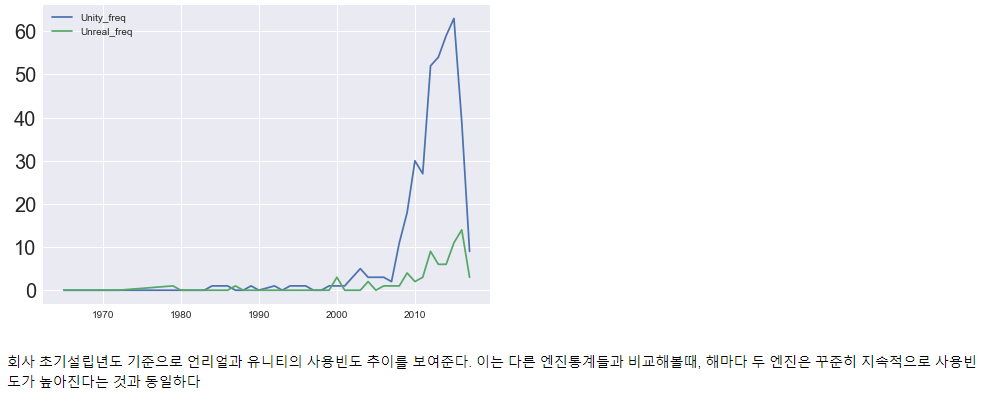 Unity_freq
Unreal_freq
60
50
40
30
20
10
0
1970 1980 1990 2000 2010
회사 초기설립년도 기준으로 언리얼과 유니티의 사용빈도 추이를 보여준다. 이는 다른 엔진통계들과 비교해볼때, 해마다 두 엔진은 꾸준히 지속적으로 사용빈
도가 높아진다는 것과 동일하다